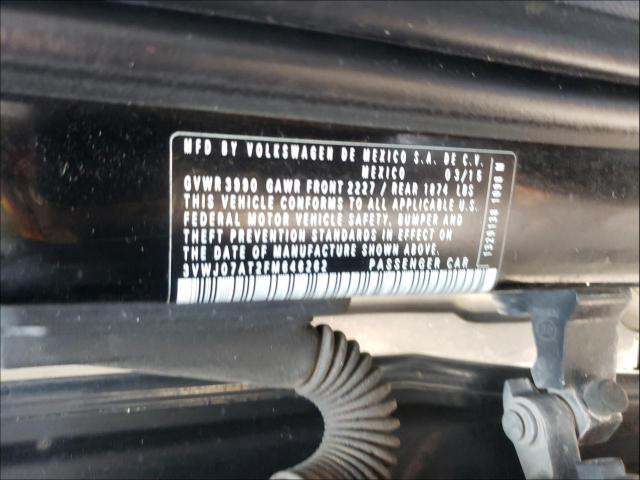 MFD BY VOLKSWAGEN DE MEXICO S.A. DE C.V.
MEXICO 03/15
GVWR 3990 GAWR FRONT 2227 / REAR 1874 LBS
THIS VEHICLE CONFORMS TO ALL APPLICABLE U.S.
FEDERAL MOTOR VEHICLE SAFETY, BUMPER AND
THEFT PREVENTION STANDARDS IN EFFECT ON
THE DATE OF MANUFACTURE SHOWN ABOVE.
3VWJ07AT2FM646262 PASSENGER CAR